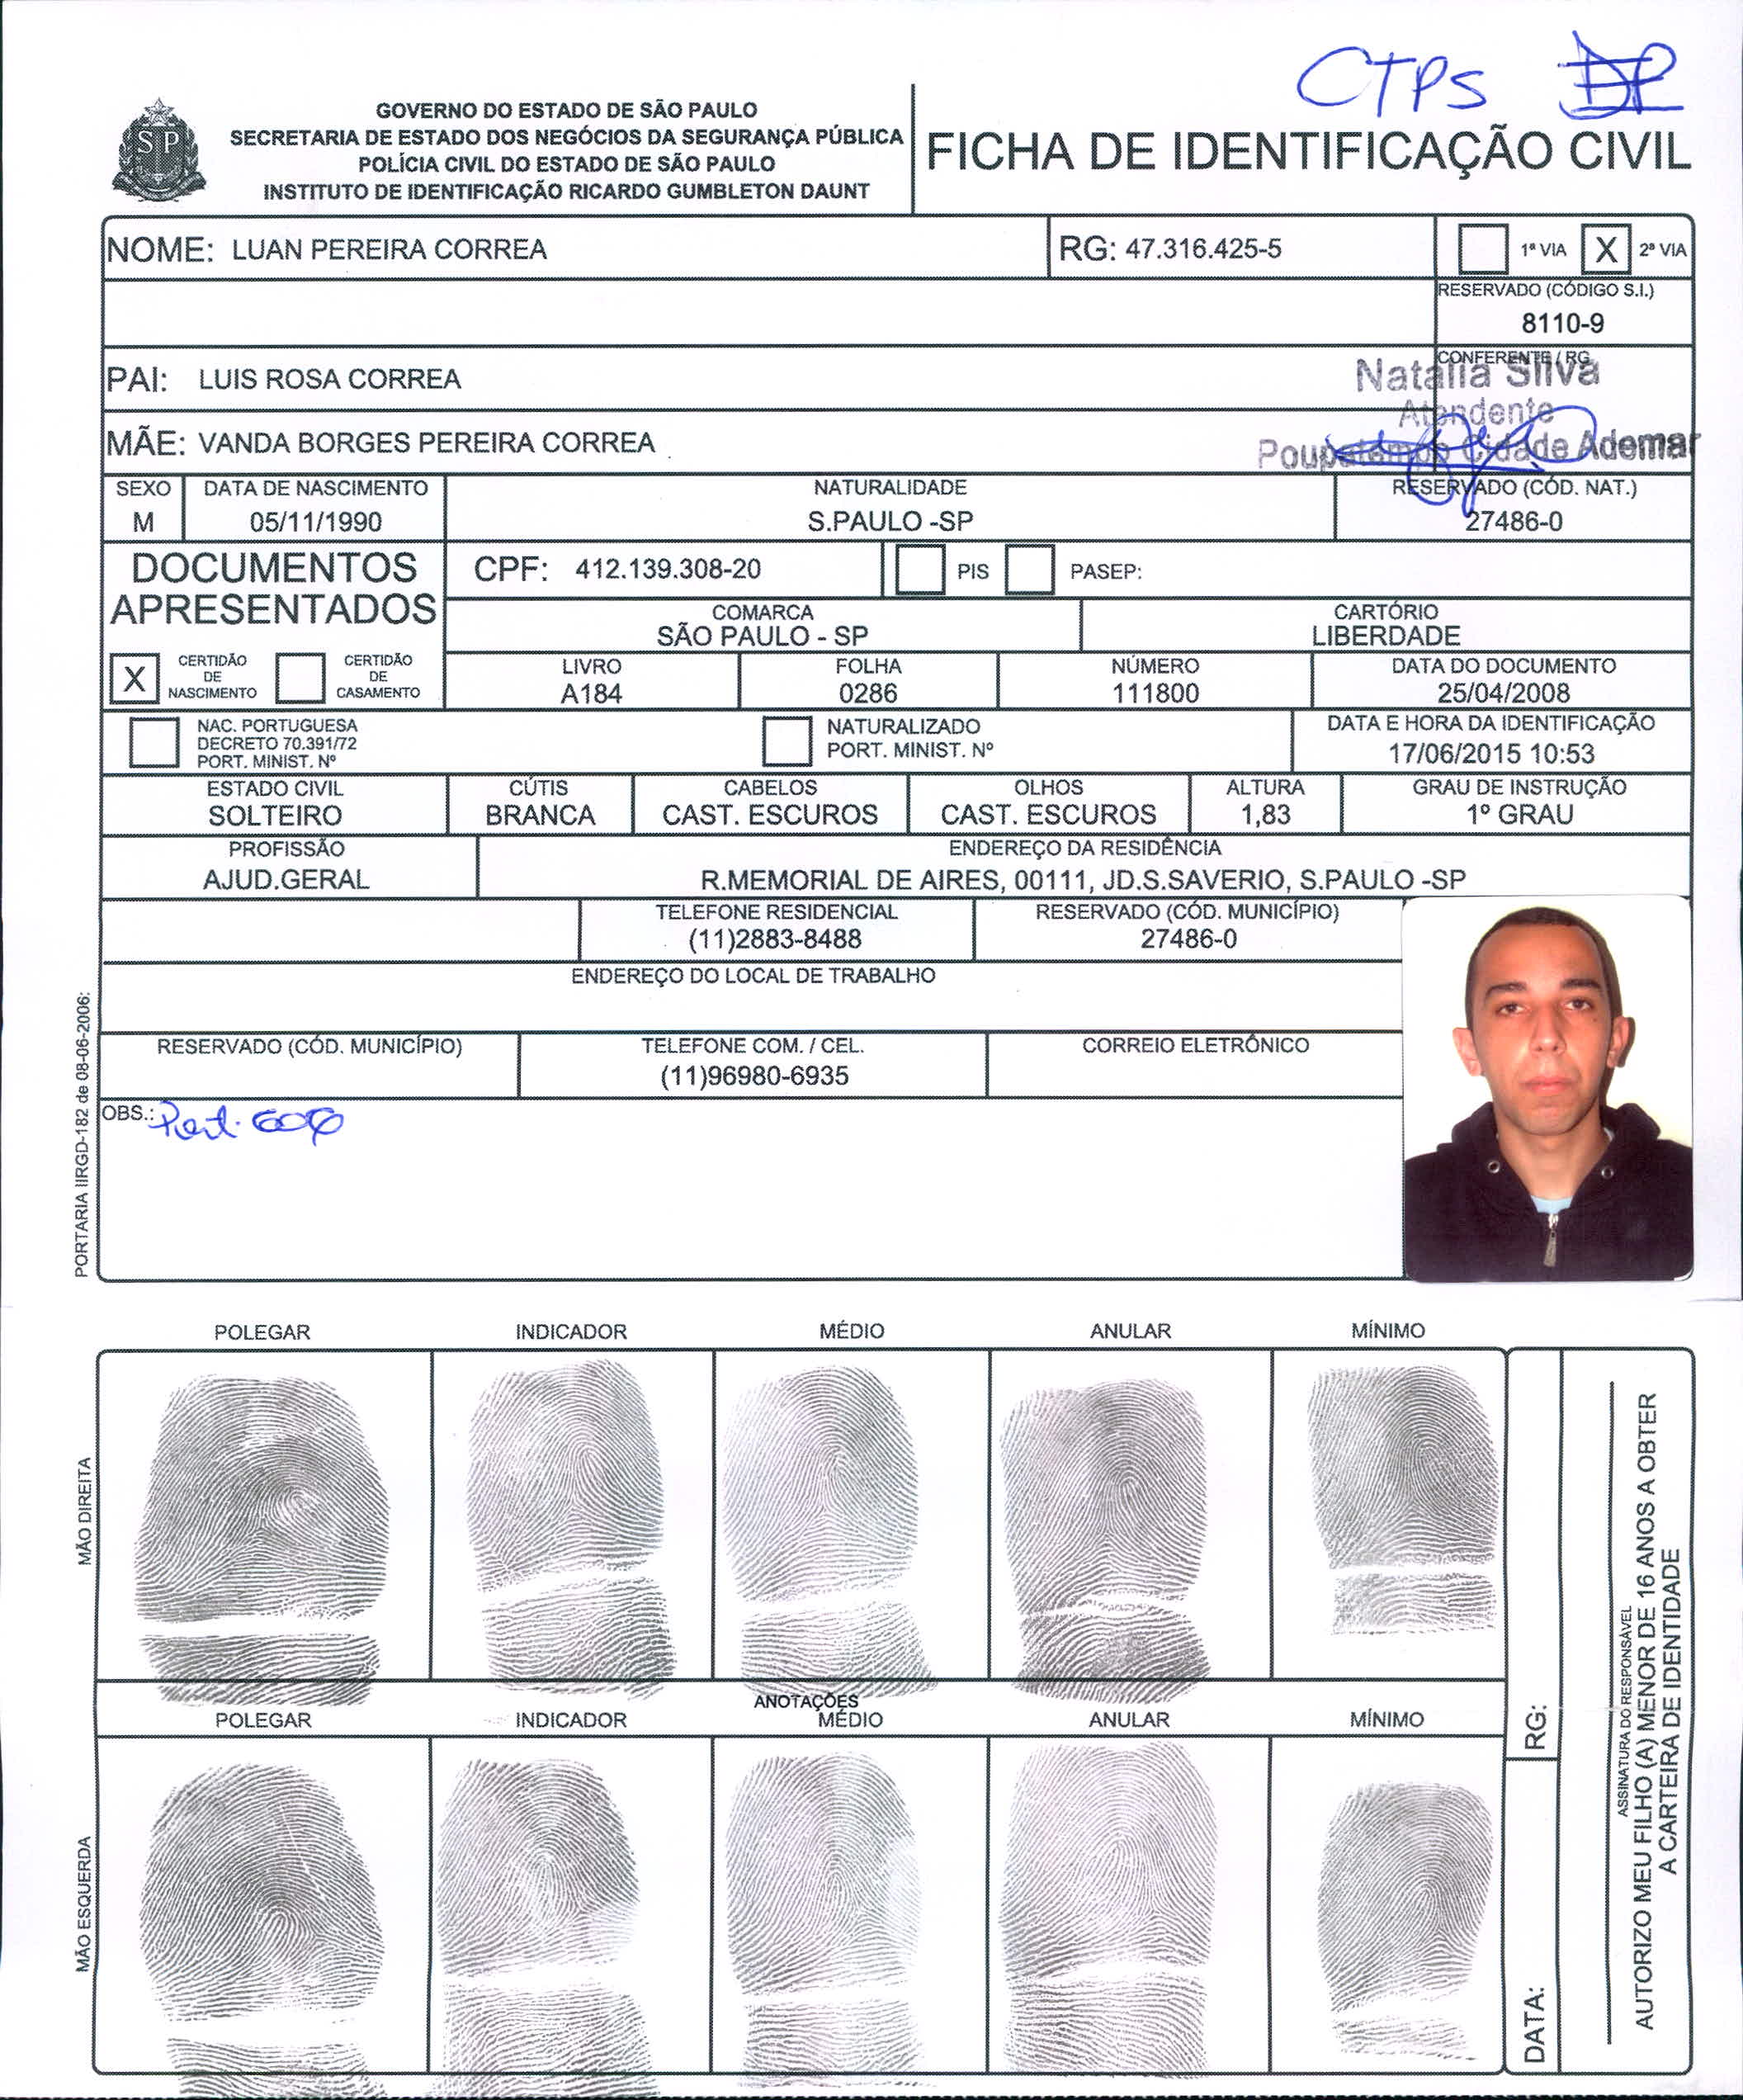 CTPS
GOVERNO DO ESTADO DE SÃO PAULO
SECRETARIA DE ESTADO DOS NEGÓCIOS DA SEGURANÇA PÚBLICA
POLÍCIA CIVIL DO ESTADO DE SÃO PAULO
INSTITUTO DE IDENTIFICAÇÃO RICARDO GUMBLETON DAUNT
SP
FICHA DE IDENTIFICAÇÃO CIVIL
NOME: LUAN PEREIRA CORREA
RG: 47.316.425-5
1ª VIA X 2ª VIA
RESERVADO (CÓDIGO S.I.)
8110-9
PAI: LUIS ROSA CORREA
CONFERENTE / RG
Natalia Silva
Atendente
Poupatempo Cidade Ademar
MÃE: VANDA BORGES PEREIRA CORREA
SEXO DATA DE NASCIMENTO NATURALIDADE RESERVADO (CÓD. NAT.)
M 05/11/1990 S.PAULO -SP 27486-0
DOCUMENTOS
APRESENTADOS
CPF: 412.139.308-20 PIS PASEP:
COMARCA CARTÓRIO
SÃO PAULO - SP LIBERDADE
X CERTIDÃO
DE
NASCIMENTO
CERTIDÃO
DE
CASAMENTO
LIVRO FOLHA NÚMERO DATA DO DOCUMENTO
A184 0286 111800 25/04/2008
NAC. PORTUGUESA
DECRETO 70.391/72
PORT. MINIST. Nº
NATURALIZADO
PORT. MINIST. Nº
DATA E HORA DA IDENTIFICAÇÃO
17/06/2015 10:53
ESTADO CIVIL CÚTIS CABELOS OLHOS ALTURA GRAU DE INSTRUÇÃO
SOLTEIRO BRANCA CAST. ESCUROS CAST. ESCUROS 1,83 1º GRAU
PROFISSÃO ENDEREÇO DA RESIDÊNCIA
AJUD.GERAL R.MEMORIAL DE AIRES, 00111, JD.S.SAVERIO, S.PAULO -SP
TELEFONE RESIDENCIAL RESERVADO (CÓD. MUNICÍPIO)
(11)2883-8488 27486-0
ENDEREÇO DO LOCAL DE TRABALHO
RESERVADO (CÓD. MUNICÍPIO) TELEFONE COM. / CEL. CORREIO ELETRÔNICO
(11)96980-6935
OBS.:
PORTARIA IIRGD-182 de 08-06-2006:
POLEGAR INDICADOR MÉDIO ANULAR MÍNIMO
MÃO DIREITA
ANOTAÇÕES
POLEGAR INDICADOR MÉDIO ANULAR MÍNIMO
MÃO ESQUERDA
RG:
DATA:
ASSINATURA DO RESPONSÁVEL
AUTORIZO MEU FILHO (A) MENOR DE 16 ANOS A OBTER
A CARTEIRA DE IDENTIDADE